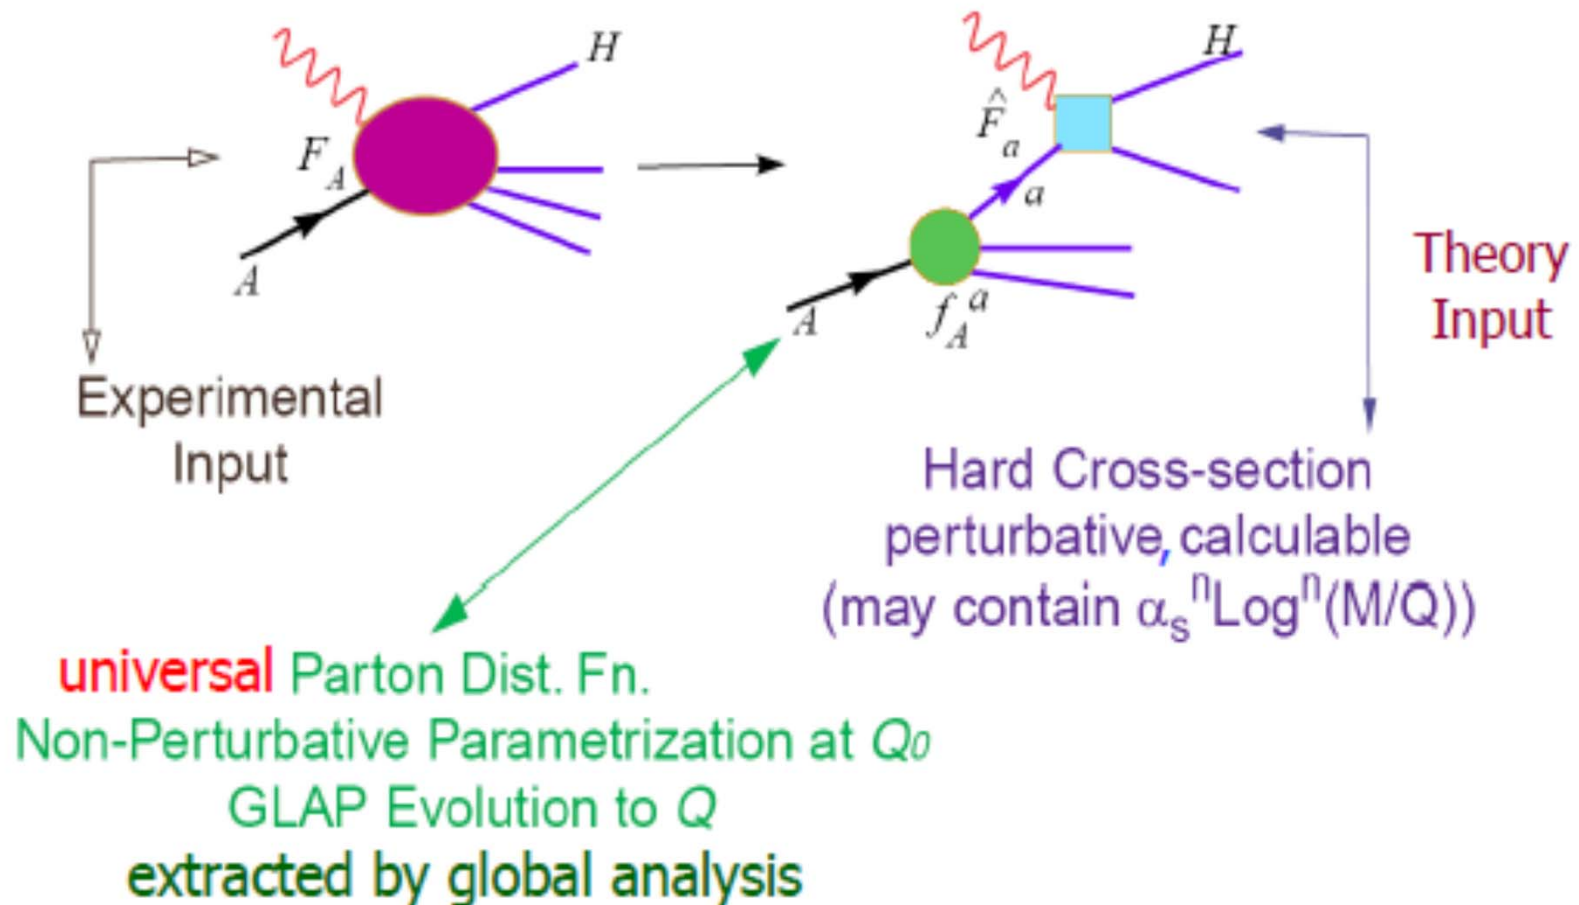 H
F_A
A
H
F̂_a
a
A
f_A^a
Experimental
Input
Theory
Input
Hard Cross-section
perturbative, calculable
(may contain α_s^n Log^n(M/Q))
universal Parton Dist. Fn.
Non-Perturbative Parametrization at Q₀
GLAP Evolution to Q
extracted by global analysis